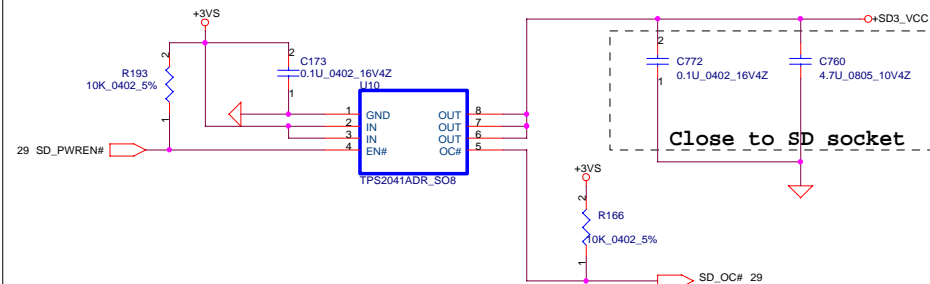 +3VS
+SD3_VCC
2
2
2
C173
0.1U_0402_16V4Z
C772
0.1U_0402_16V4Z
C760
4.7U_0805_10V4Z
R193
10K_0402_5%
1
1
1
U10
1 GND OUT 8
2 IN OUT 7
3 IN OUT 6
4 EN# OC# 5
TPS2041ADR_SO8
Close to SD socket
29 SD_PWREN#
+3VS
2
R166
10K_0402_5%
1
SD_OC# 29